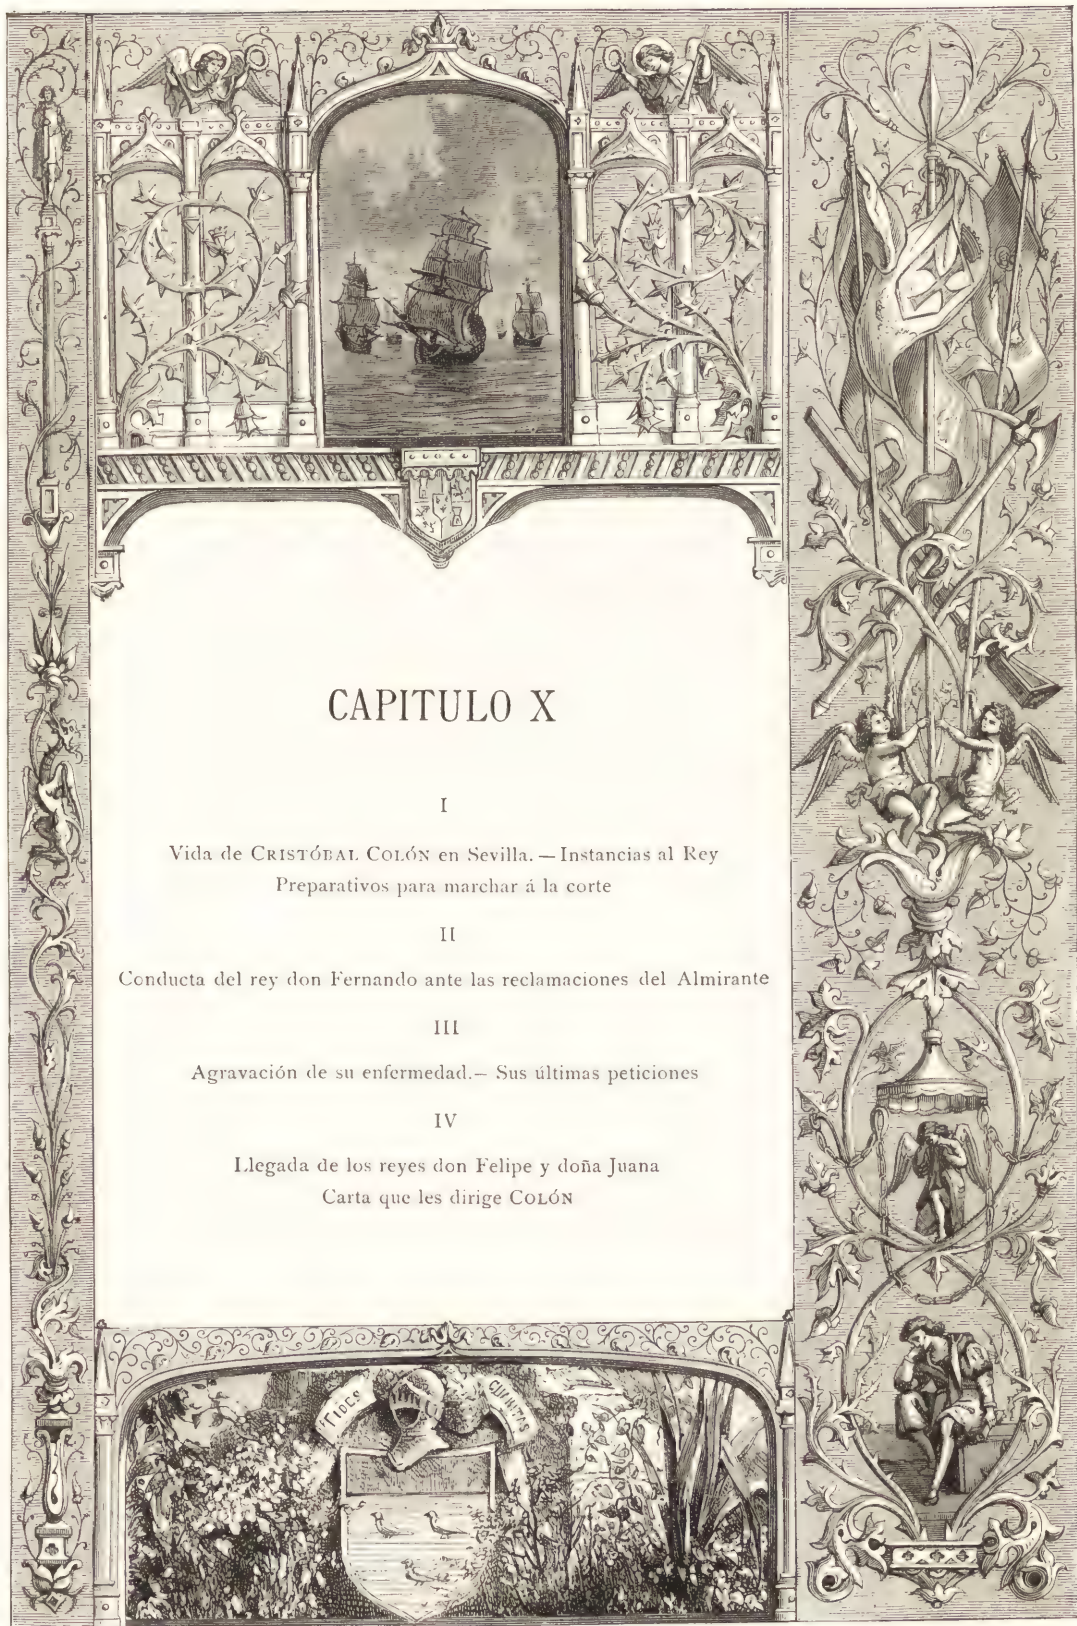 CAPITULO X
I
Vida de CRISTÓBAL COLÓN en Sevilla. — Instancias al Rey
Preparativos para marchar á la corte
II
Conducta del rey don Fernando ante las reclamaciones del Almirante
III
Agravación de su enfermedad.— Sus últimas peticiones
IV
Llegada de los reyes don Felipe y doña Juana
Carta que les dirige COLÓN